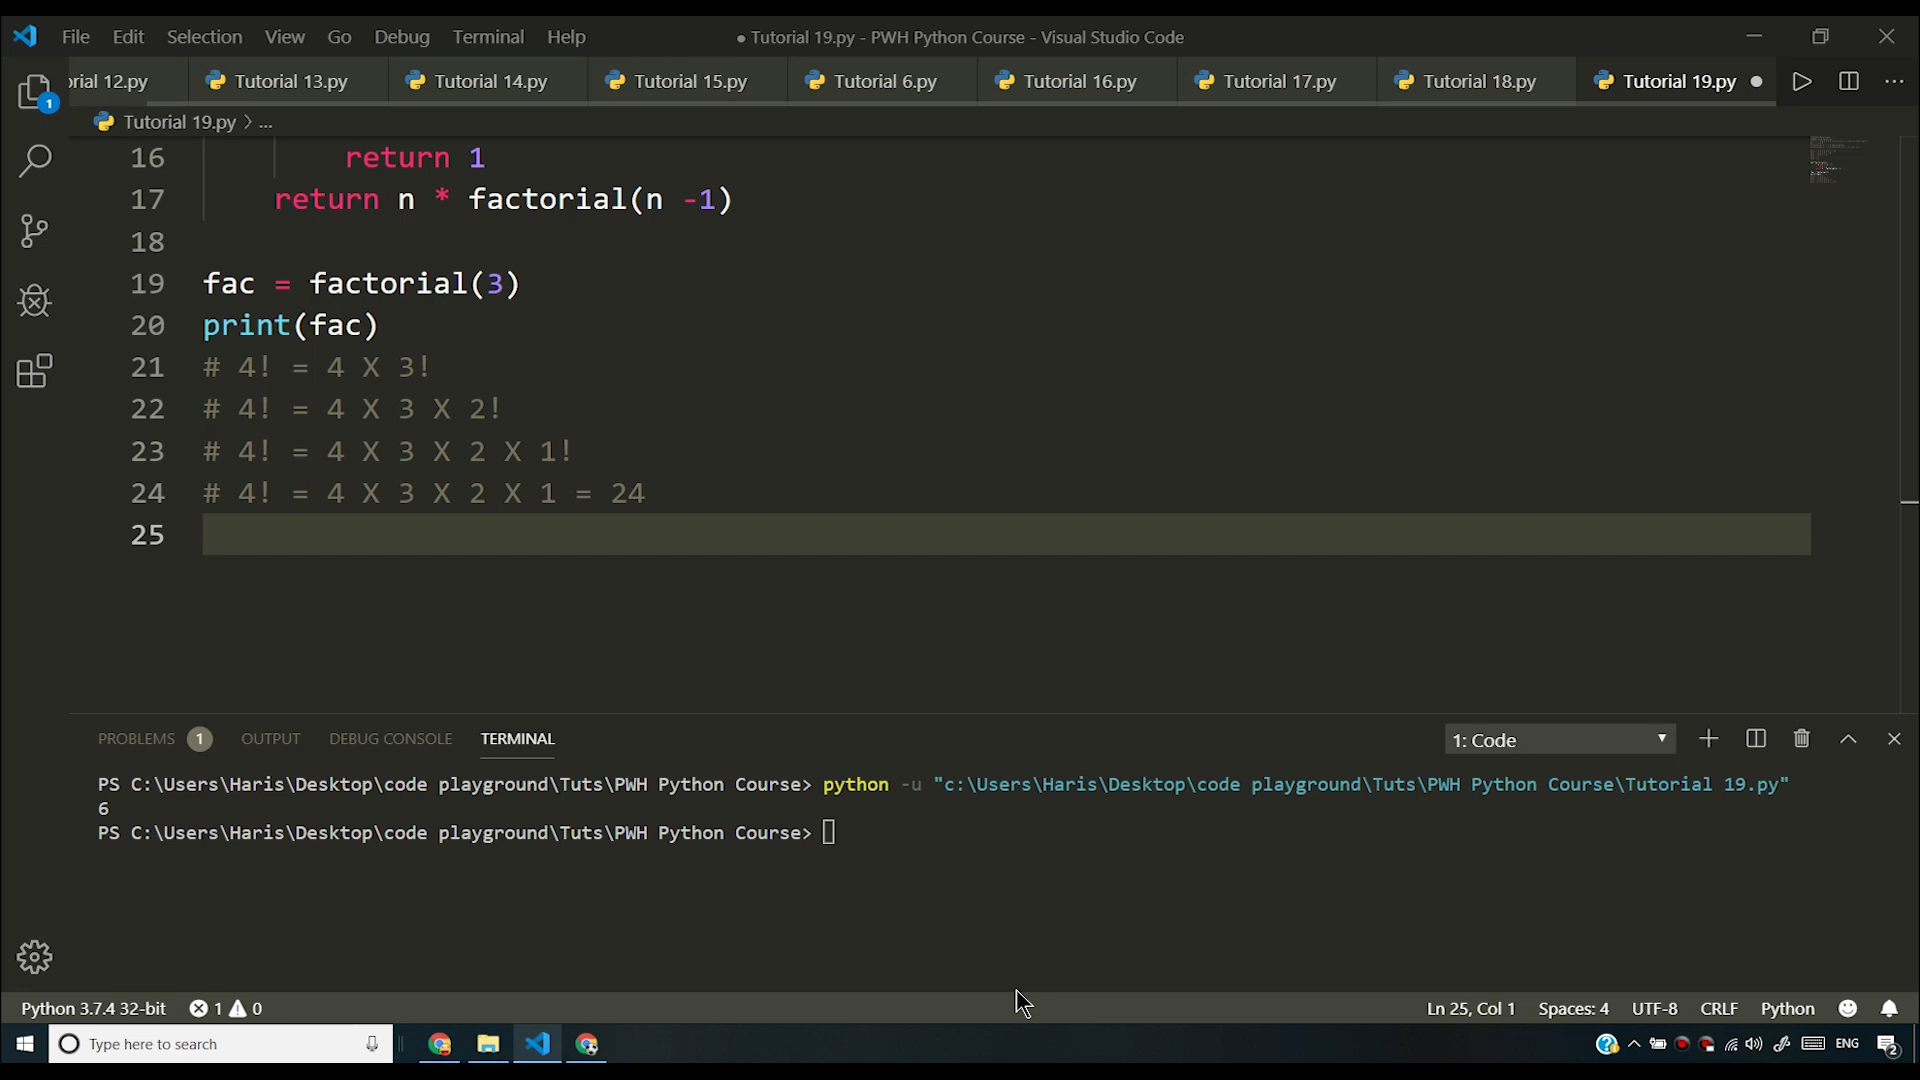 File Edit Selection View Go Debug Terminal Help
● Tutorial 19.py - PWH Python Course - Visual Studio Code
rial 12.py Tutorial 13.py Tutorial 14.py Tutorial 15.py Tutorial 6.py Tutorial 16.py Tutorial 17.py Tutorial 18.py Tutorial 19.py
1
Tutorial 19.py > ...
16 return 1
17 return n * factorial(n -1)
18
19 fac = factorial(3)
20 print(fac)
21 # 4! = 4 X 3!
22 # 4! = 4 X 3 X 2!
23 # 4! = 4 X 3 X 2 X 1!
24 # 4! = 4 X 3 X 2 X 1 = 24
25
PROBLEMS 1 OUTPUT DEBUG CONSOLE TERMINAL 1: Code
PS C:\Users\Haris\Desktop\code playground\Tuts\PWH Python Course> python -u "c:\Users\Haris\Desktop\code playground\Tuts\PWH Python Course\Tutorial 19.py"
6
PS C:\Users\Haris\Desktop\code playground\Tuts\PWH Python Course>
Python 3.7.4 32-bit 1 0 Ln 25, Col 1 Spaces: 4 UTF-8 CRLF Python
Type here to search ENG 2